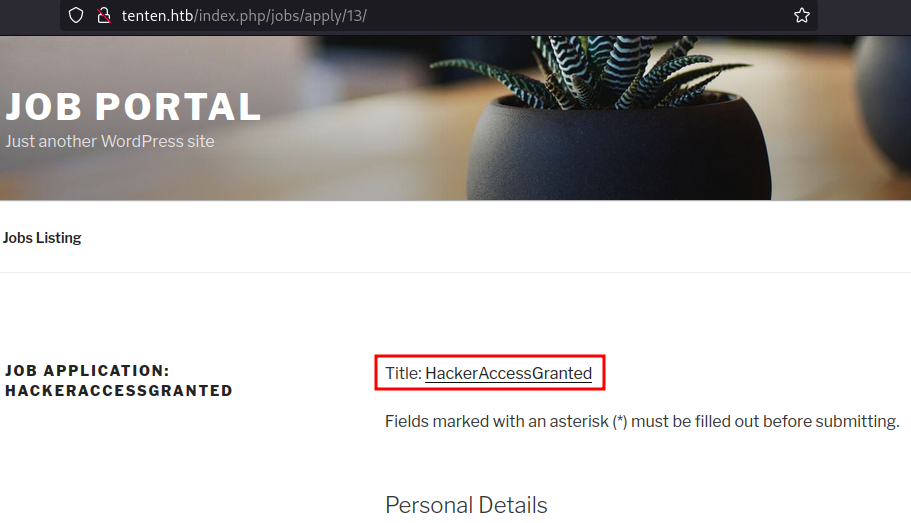 tenten.htb/index.php/jobs/apply/13/
JOB PORTAL
Just another WordPress site
Jobs Listing
JOB APPLICATION:
HACKERACCESSGRANTED
Title: HackerAccessGranted
Fields marked with an asterisk (*) must be filled out before submitting.
Personal Details